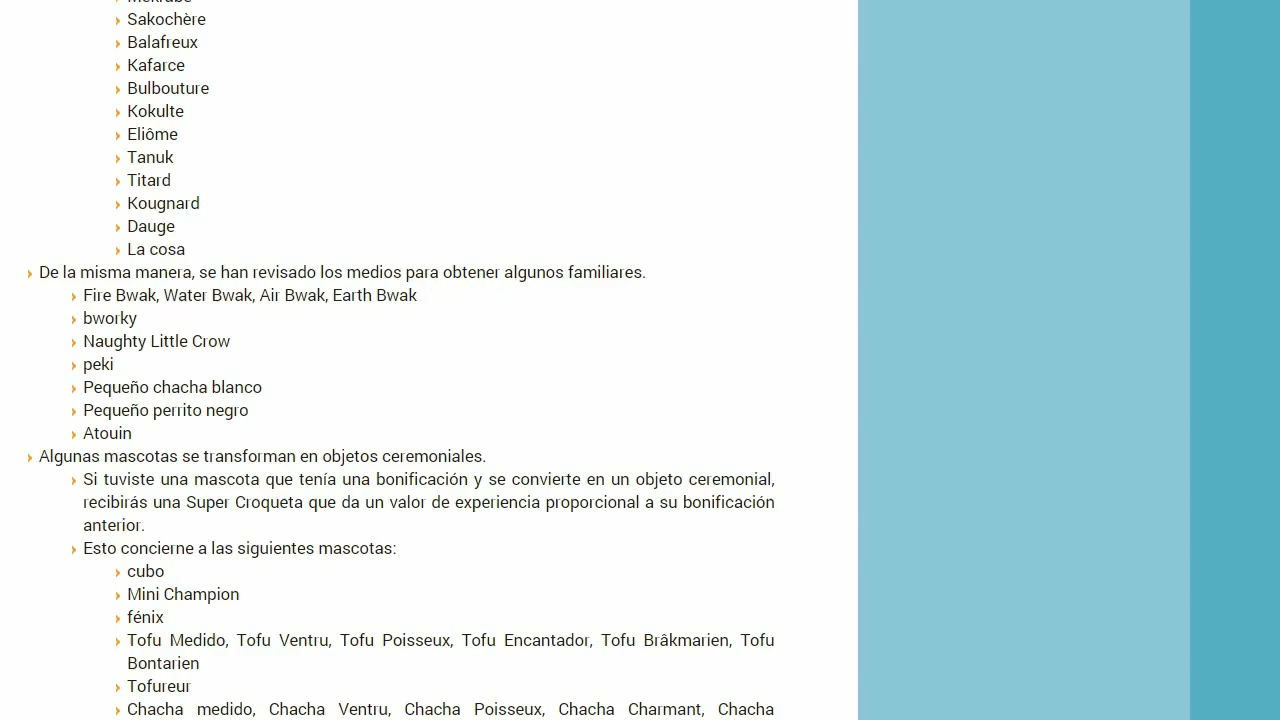 Sakochère
Balafreux
Kafarce
Bulbouture
Kokulte
Eliôme
Tanuk
Titard
Kougnard
Dauge
La cosa
De la misma manera, se han revisado los medios para obtener algunos familiares.
Fire Bwak, Water Bwak, Air Bwak, Earth Bwak
bworky
Naughty Little Crow
peki
Pequeño chacha blanco
Pequeño perrito negro
Atouin
Algunas mascotas se transforman en objetos ceremoniales.
Si tuviste una mascota que tenía una bonificación y se convierte en un objeto ceremonial,
recibirás una Super Croqueta que da un valor de experiencia proporcional a su bonificación
anterior.
Esto concierne a las siguientes mascotas:
cubo
Mini Champion
fénix
Tofu Medido, Tofu Ventru, Tofu Poisseux, Tofu Encantador, Tofu Brâkmarien, Tofu
Bontarien
Tofureur
Chacha medido, Chacha Ventru, Chacha Poisseux, Chacha Charmant, Chacha